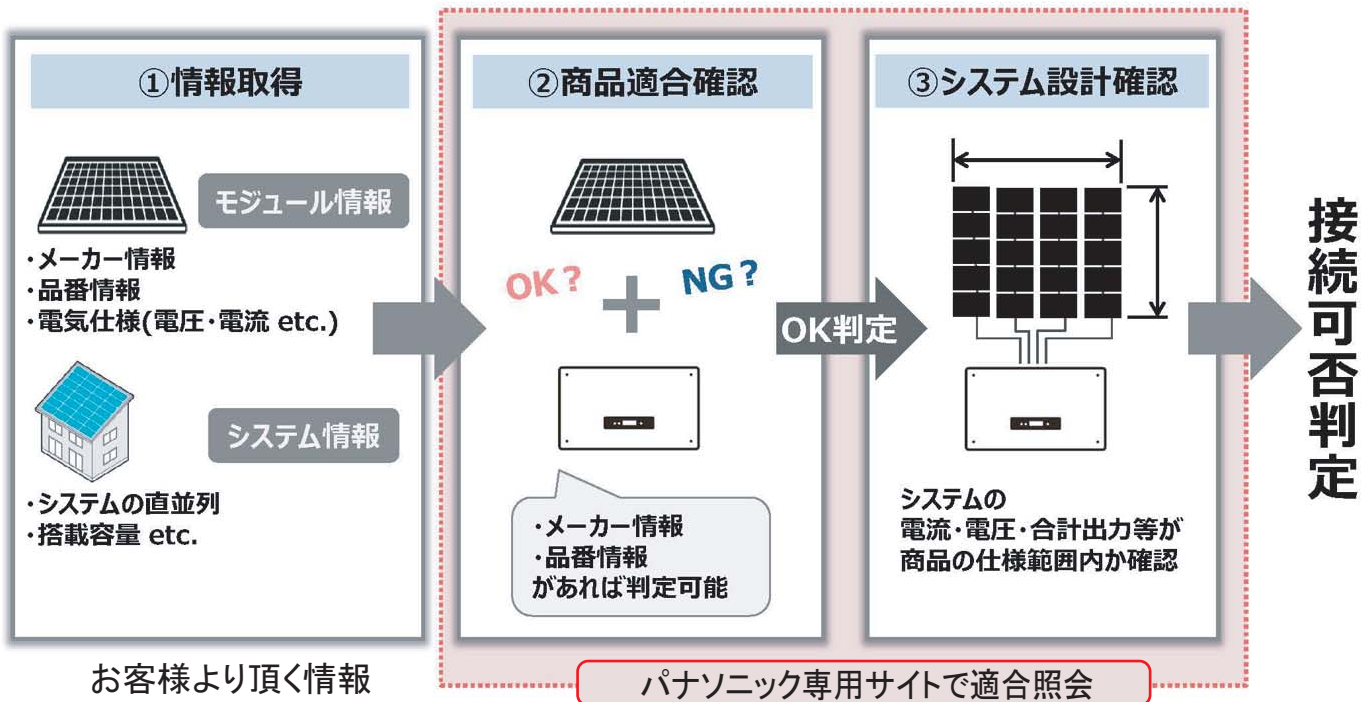 ①情報取得
モジュール情報
・メーカー情報
・品番情報
・電気仕様(電圧・電流 etc.)
システム情報
・システムの直並列
・搭載容量 etc.
お客様より頂く情報
②商品適合確認
OK?
NG?
・メーカー情報
・品番情報
があれば判定可能
OK判定
③システム設計確認
システムの
電流・電圧・合計出力等が
商品の仕様範囲内か確認
パナソニック専用サイトで適合照会
接続可否判定